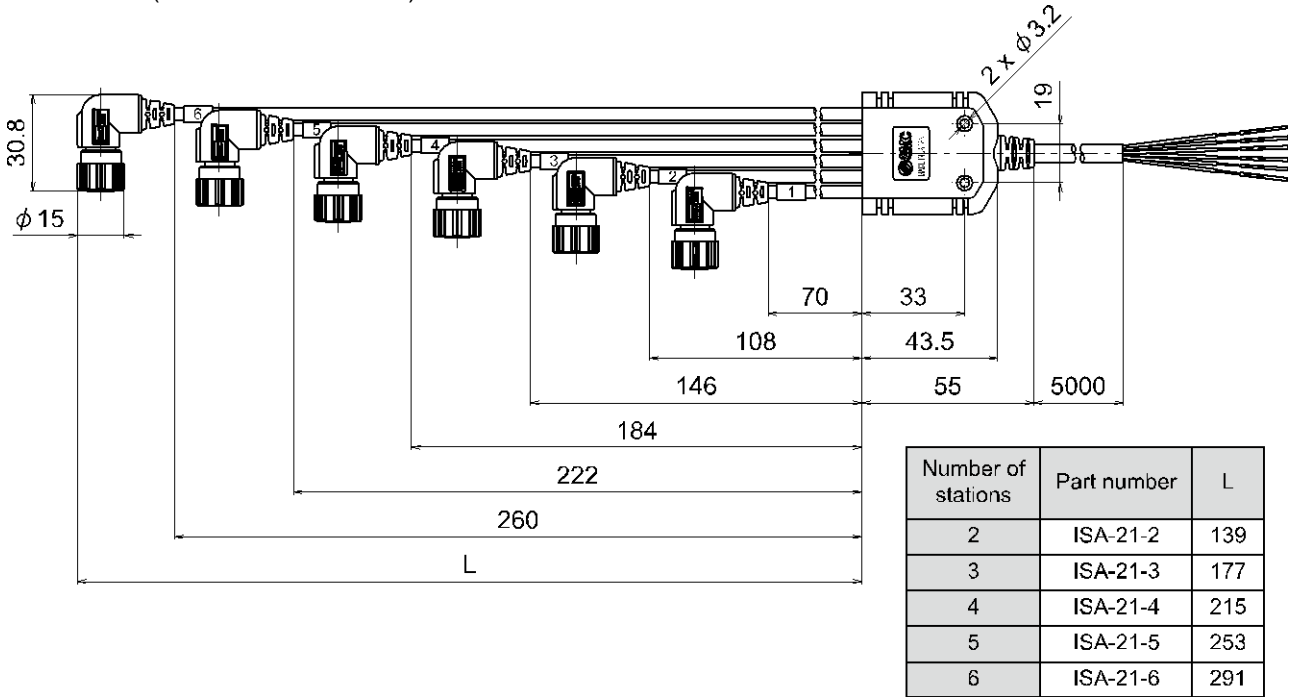 2 x ϕ3.2
19
30.8
ϕ15
6
5
4
3
2
1
SMC
70
33
108
43.5
146
55
5000
184
222
260
L
Number of stations Part number L
2 ISA-21-2 139
3 ISA-21-3 177
4 ISA-21-4 215
5 ISA-21-5 253
6 ISA-21-6 291